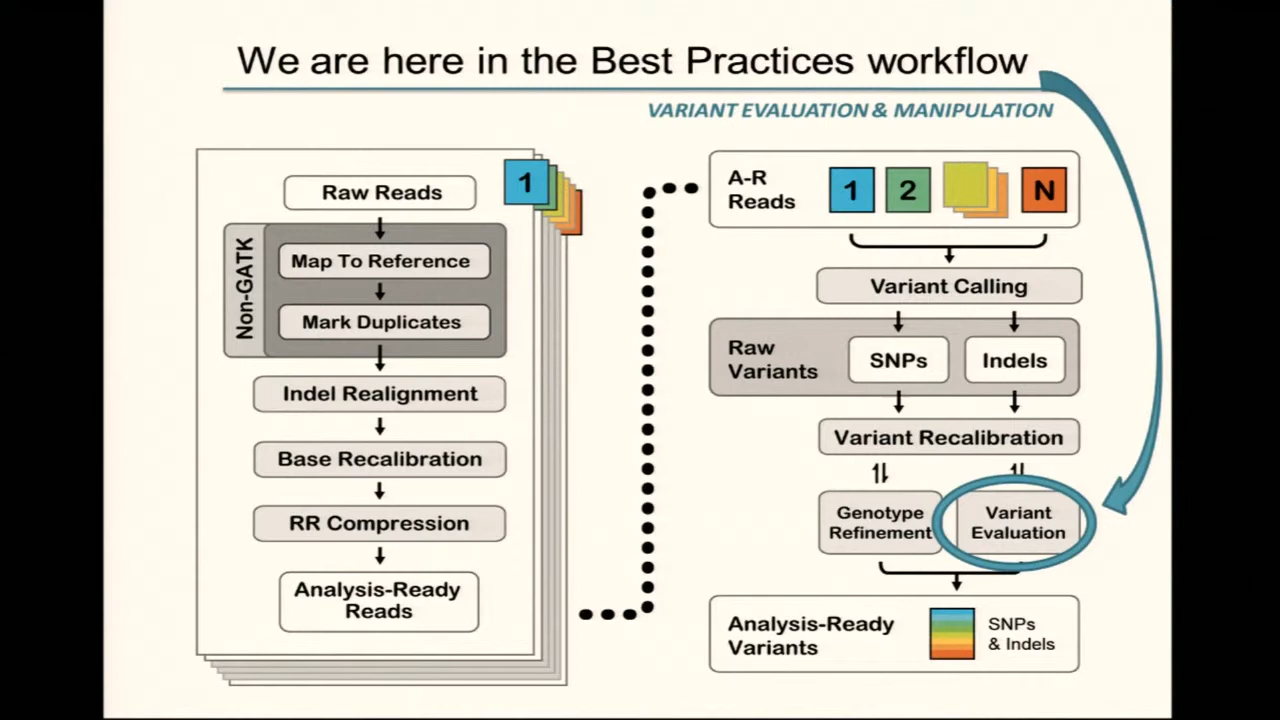 We are here in the Best Practices workflow
VARIANT EVALUATION & MANIPULATION
1
Raw Reads
Non-GATK
Map To Reference
Mark Duplicates
Indel Realignment
Base Recalibration
RR Compression
Analysis-Ready
Reads
A-R
Reads
1
2
N
Variant Calling
Raw
Variants
SNPs
Indels
Variant Recalibration
Genotype
Refinement
Variant
Evaluation
Analysis-Ready
Variants
SNPs
& Indels